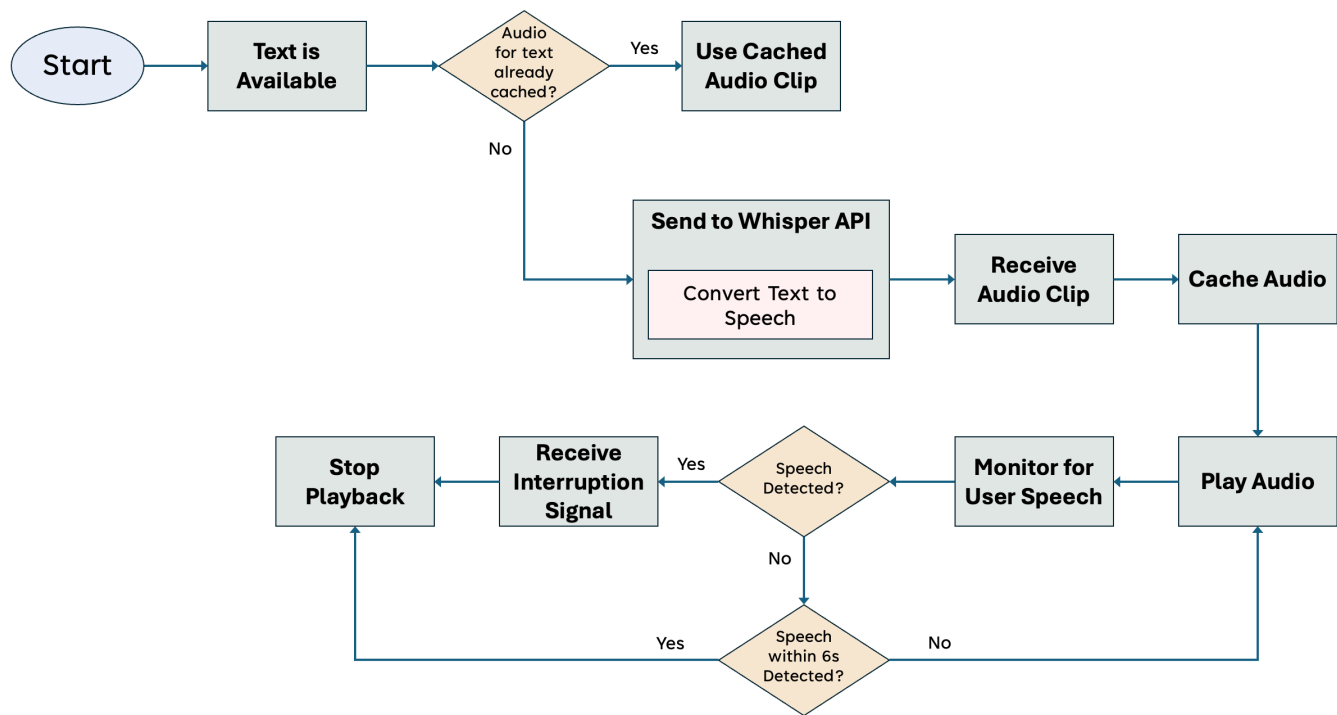 Start
Text is
Available
Audio
for text
already
cached?
Yes
Use Cached
Audio Clip
No
Send to Whisper API
Convert Text to
Speech
Receive
Audio Clip
Cache Audio
Stop
Playback
Receive
Interruption
Signal
Yes
Speech
Detected?
Monitor for
User Speech
Play Audio
No
Yes
Speech
within 6s
Detected?
No